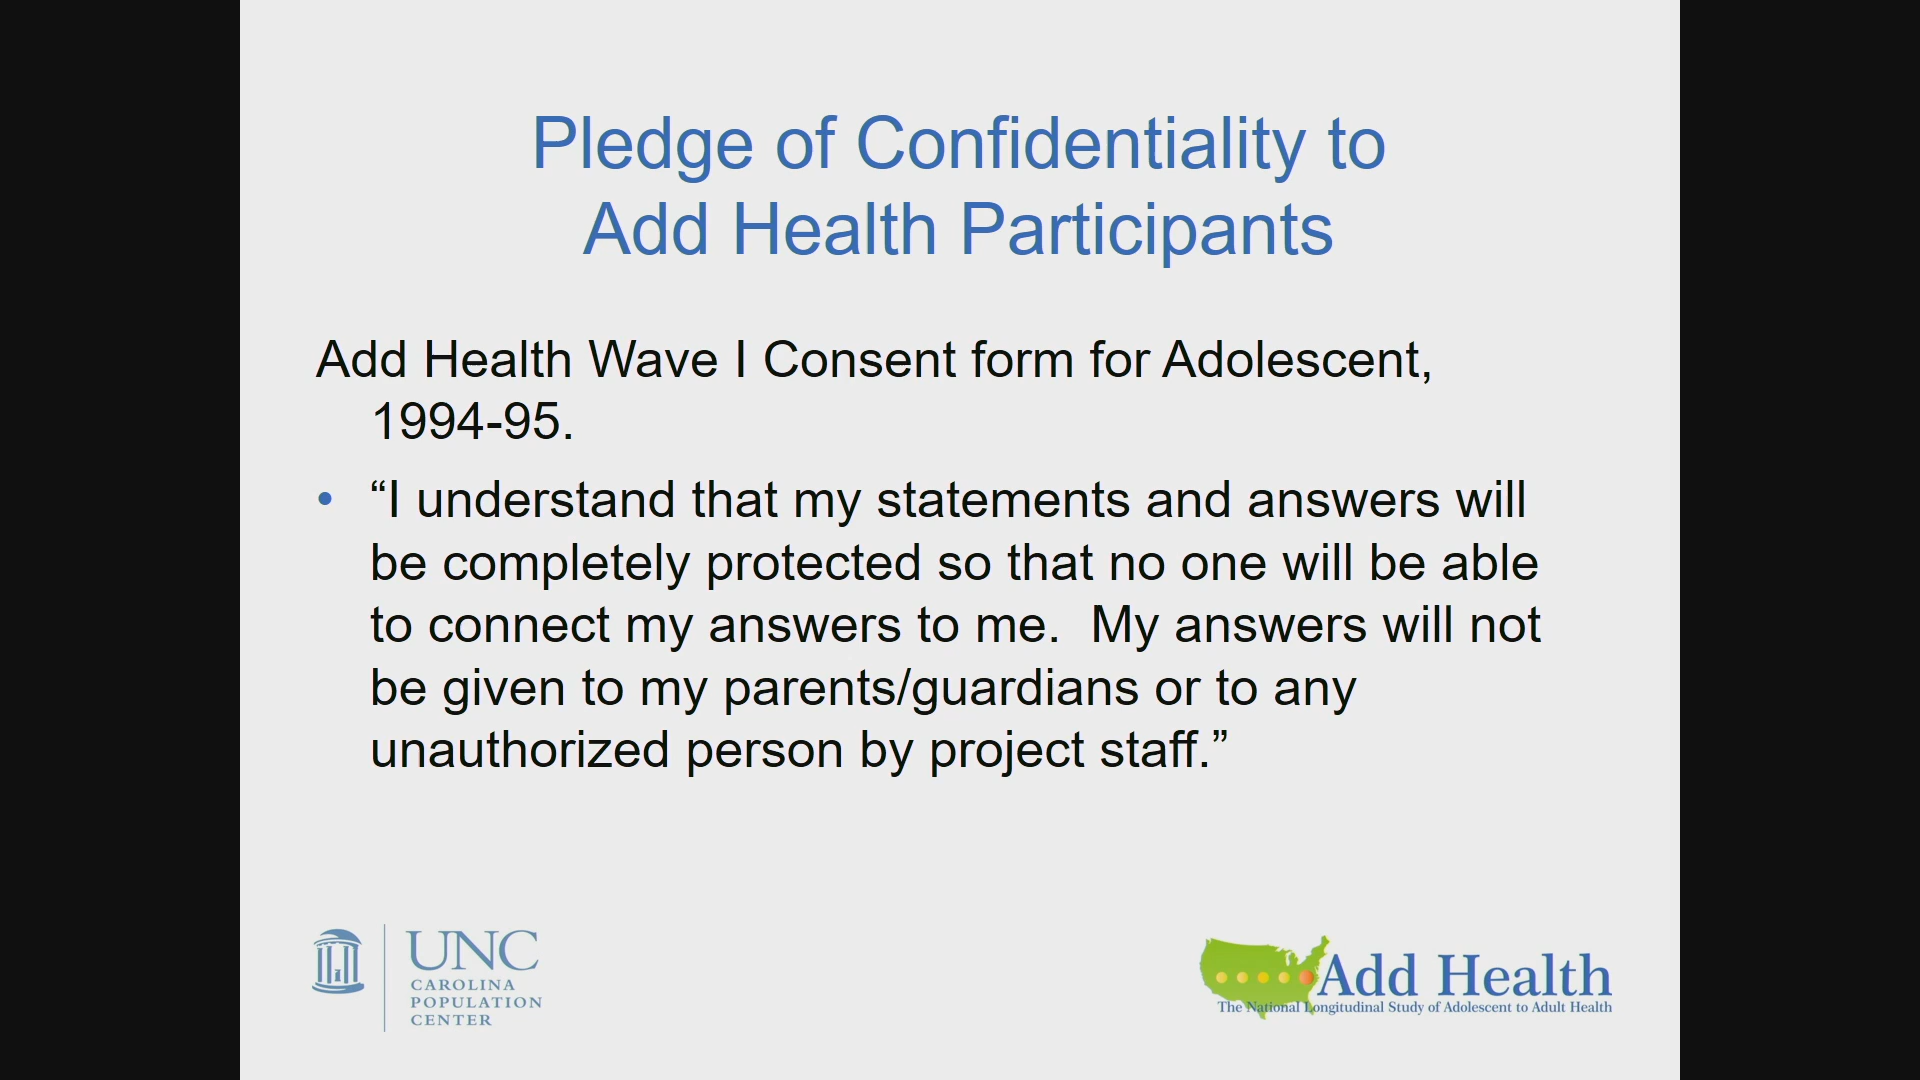 Pledge of Confidentiality to
Add Health Participants
Add Health Wave I Consent form for Adolescent,
1994-95.
• “I understand that my statements and answers will
be completely protected so that no one will be able
to connect my answers to me.  My answers will not
be given to my parents/guardians or to any
unauthorized person by project staff.”
UNC
CAROLINA
POPULATION
CENTER
Add Health
The National Longitudinal Study of Adolescent to Adult Health